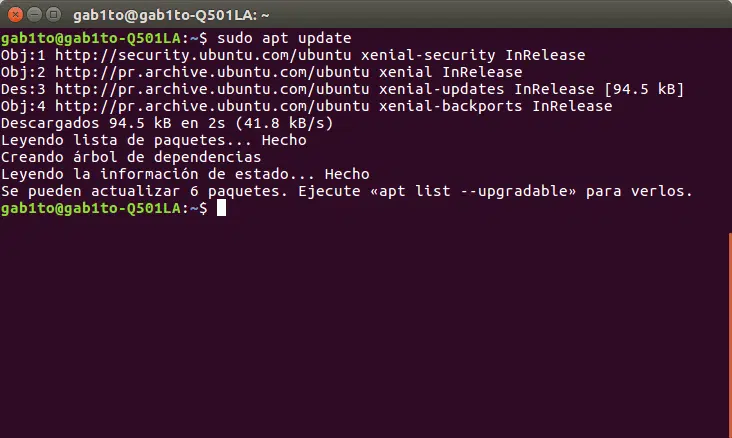 gab1to@gab1to-Q501LA: ~
gab1to@gab1to-Q501LA:~$ sudo apt update
Obj:1 http://security.ubuntu.com/ubuntu xenial-security InRelease
Obj:2 http://pr.archive.ubuntu.com/ubuntu xenial InRelease
Des:3 http://pr.archive.ubuntu.com/ubuntu xenial-updates InRelease [94.5 kB]
Obj:4 http://pr.archive.ubuntu.com/ubuntu xenial-backports InRelease
Descargados 94.5 kB en 2s (41.8 kB/s)
Leyendo lista de paquetes... Hecho
Creando árbol de dependencias
Leyendo la información de estado... Hecho
Se pueden actualizar 6 paquetes. Ejecute «apt list --upgradable» para verlos.
gab1to@gab1to-Q501LA:~$